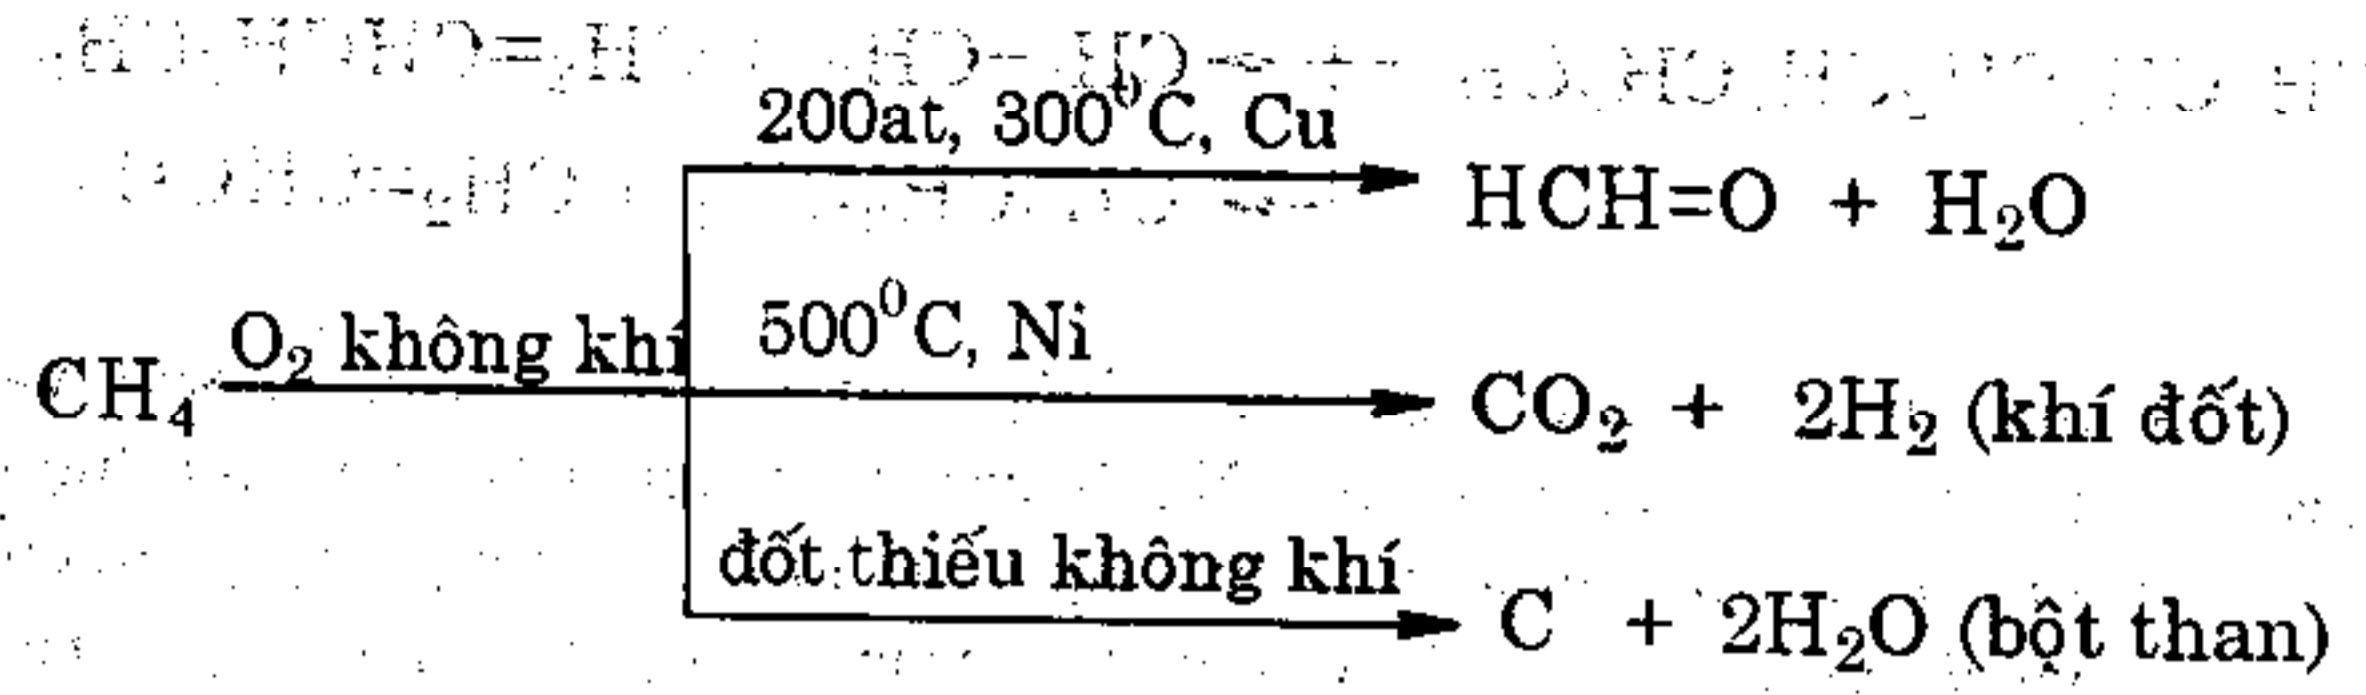 200at, 300⁰C, Cu
HCH=O + H₂O
O₂ không khí
500⁰C, Ni
CH₄
CO₂ + 2H₂ (khí đốt)
đốt thiếu không khí
C + 2H₂O (bột than)